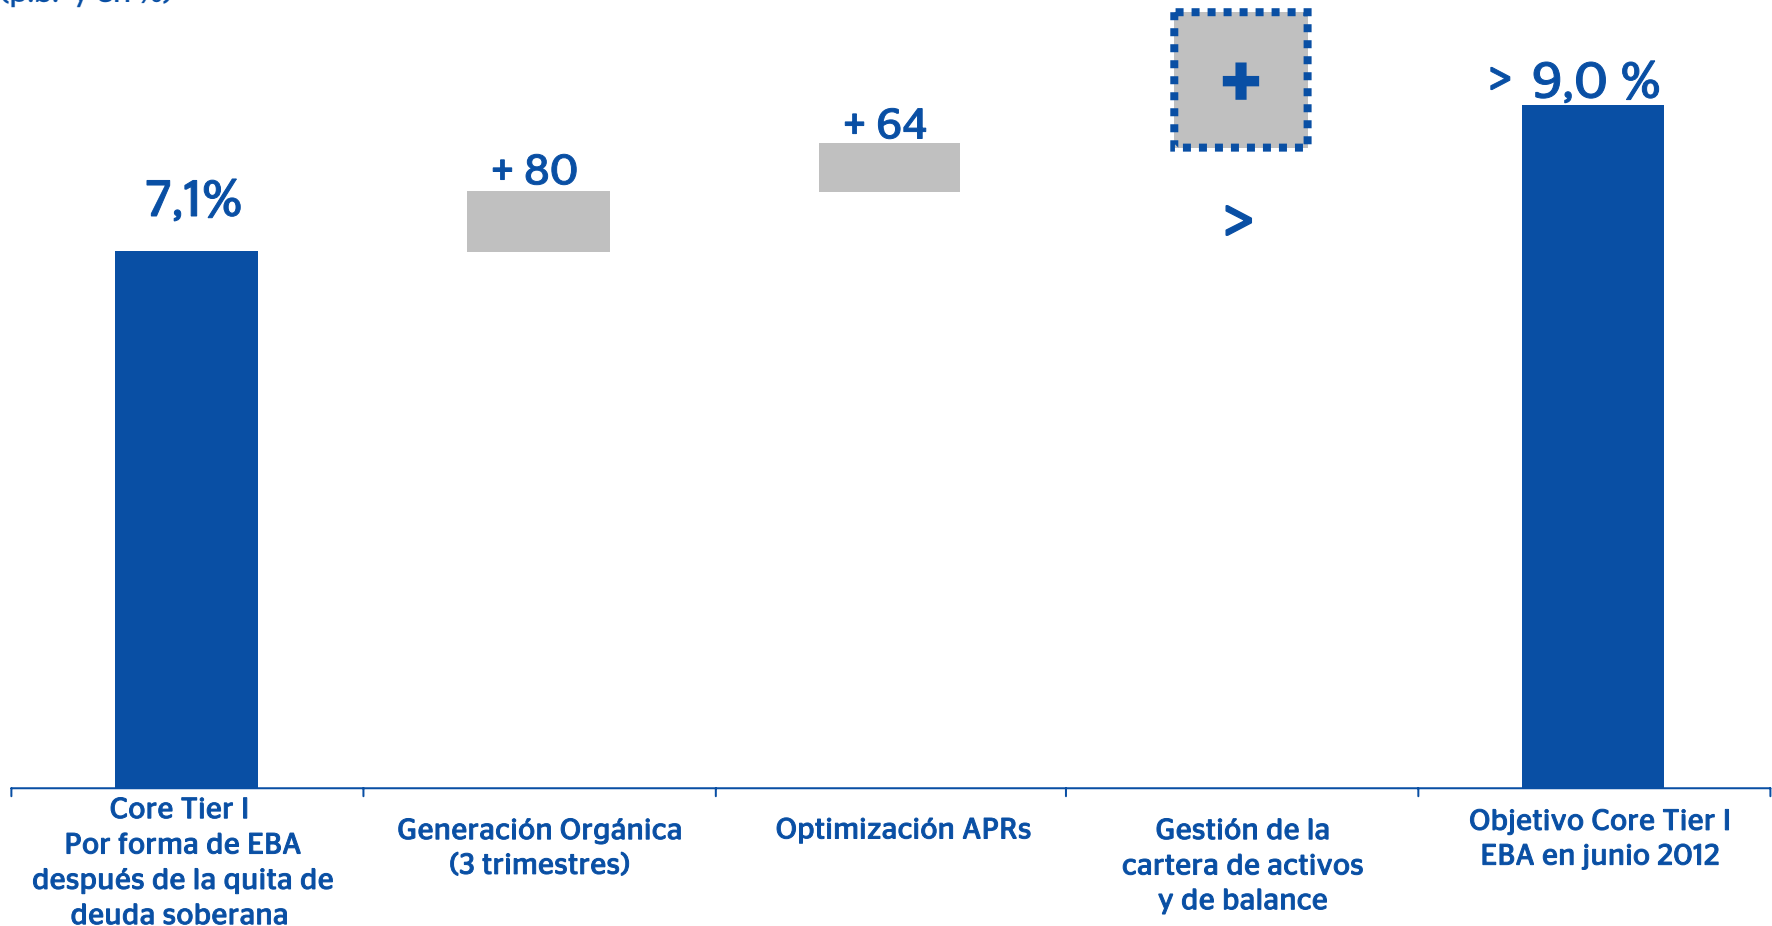 7,1%
+ 80
+ 64
+
>
> 9,0 %
Core Tier I
Por forma de EBA
después de la quita de
deuda soberana
Generación Orgánica
(3 trimestres)
Optimización APRs
Gestión de la
cartera de activos
y de balance
Objetivo Core Tier I
EBA en junio 2012